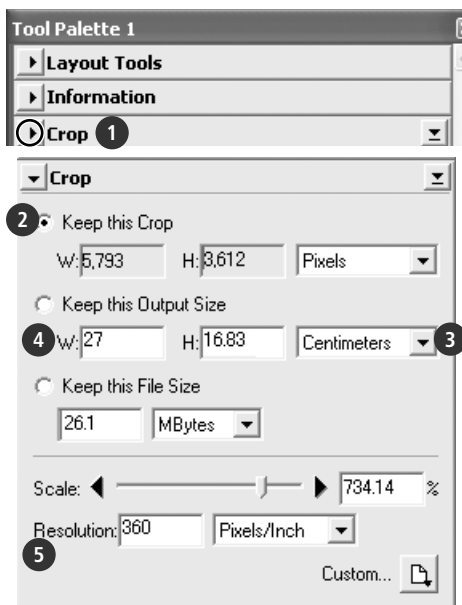 Tool Palette 1
Layout Tools
Information
Crop 1
Crop
2 Keep this Crop
W: 5,793 H: 3,612 Pixels
Keep this Output Size
4 W: 27 H: 16.83 Centimeters 3
Keep this File Size
26.1 MBytes
Scale: 734.14 %
Resolution: 360 Pixels/Inch
5
Custom...